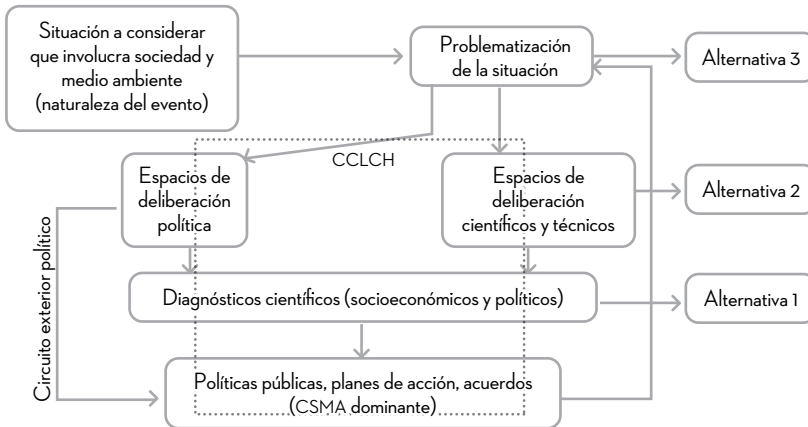 Situación a considerar
que involucra sociedad y
medio ambiente
(naturaleza del evento)
Problematización
de la situación
Alternativa 3
CCLCH
Espacios de
deliberación
política
Espacios de
deliberación
científicos y técnicos
Alternativa 2
Circuito exterior político
Diagnósticos científicos (socioeconómicos y políticos)
Alternativa 1
Políticas públicas, planes de acción, acuerdos
(CSMA dominante)